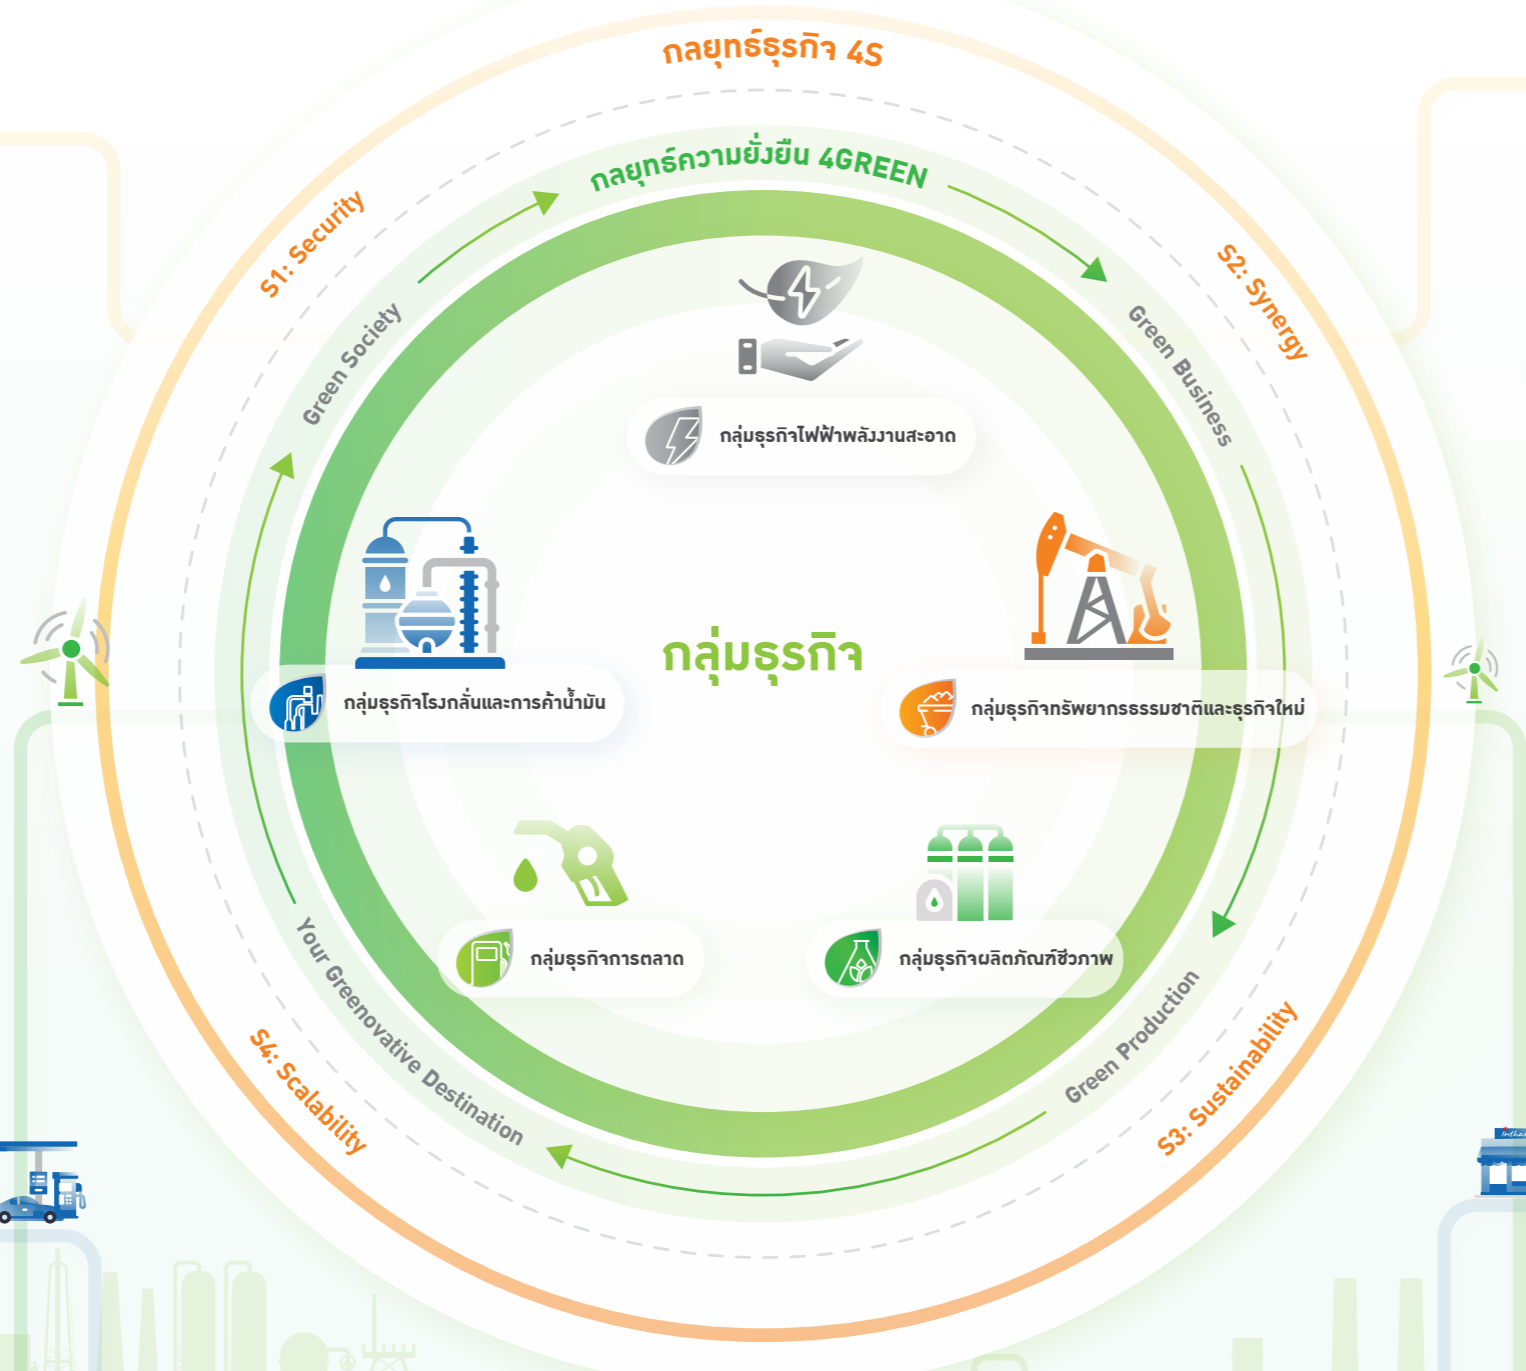 กลยุทธ์ธุรกิจ 4S
กลยุทธ์ความยั่งยืน 4GREEN
S1: Security
S2: Synergy
Green Society
Green Business
กลุ่มธุรกิจไฟฟ้าพลังงานสะอาด
กลุ่มธุรกิจ
กลุ่มธุรกิจโรงกลั่นและการค้าน้ำมัน
กลุ่มธุรกิจทรัพยากรธรรมชาติและธุรกิจใหม่
กลุ่มธุรกิจการตลาด
กลุ่มธุรกิจผลิตภัณฑ์ชีวภาพ
Your Greenovative Destination
Green Production
S4: Scalability
S3: Sustainability